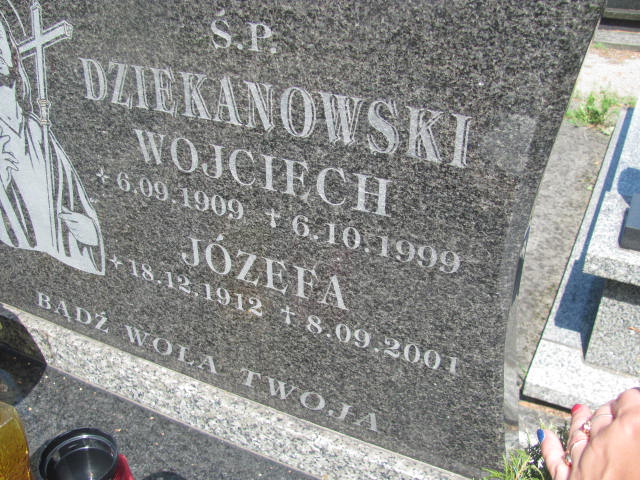 Ś.P.
DZIEKANOWSKI
WOJCIECH
+ 6.09.1909 † 6.10.1999
JÓZEFA
+ 18.12.1912 † 8.09.2001
BĄDŹ WOLA TWOJA